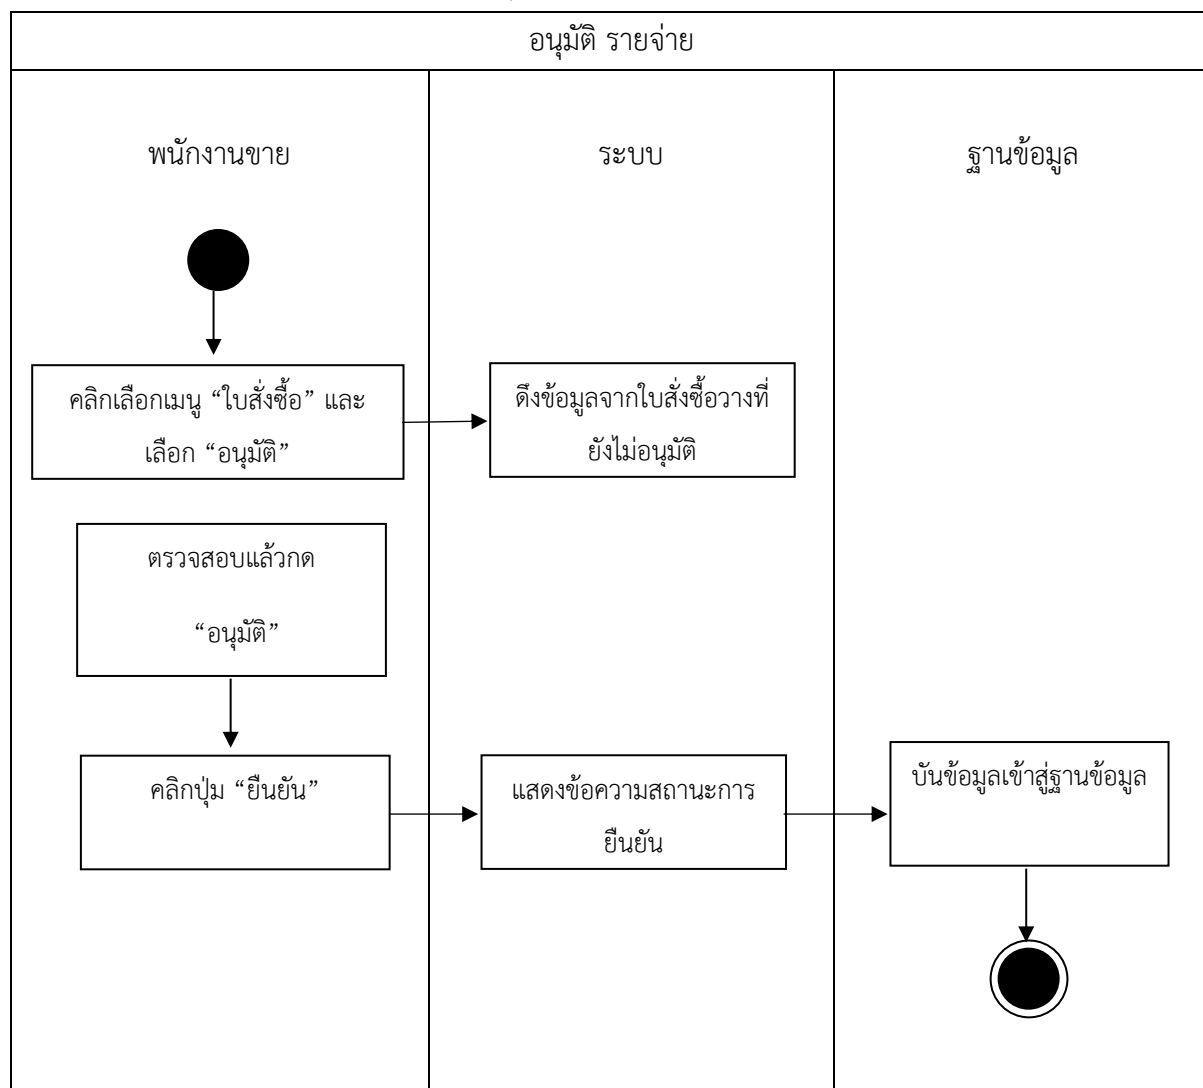 อนุมัติ รายจ่าย
พนักงานขาย
ระบบ
ฐานข้อมูล
คลิกเลือกเมนู “ใบสั่งซื้อ” และ
เลือก “อนุมัติ”
ดึงข้อมูลจากใบสั่งซื้อวางที่
ยังไม่อนุมัติ
ตรวจสอบแล้วกด
“อนุมัติ”
คลิกปุ่ม “ยืนยัน”
แสดงข้อความสถานะการ
ยืนยัน
บันข้อมูลเข้าสู่ฐานข้อมูล